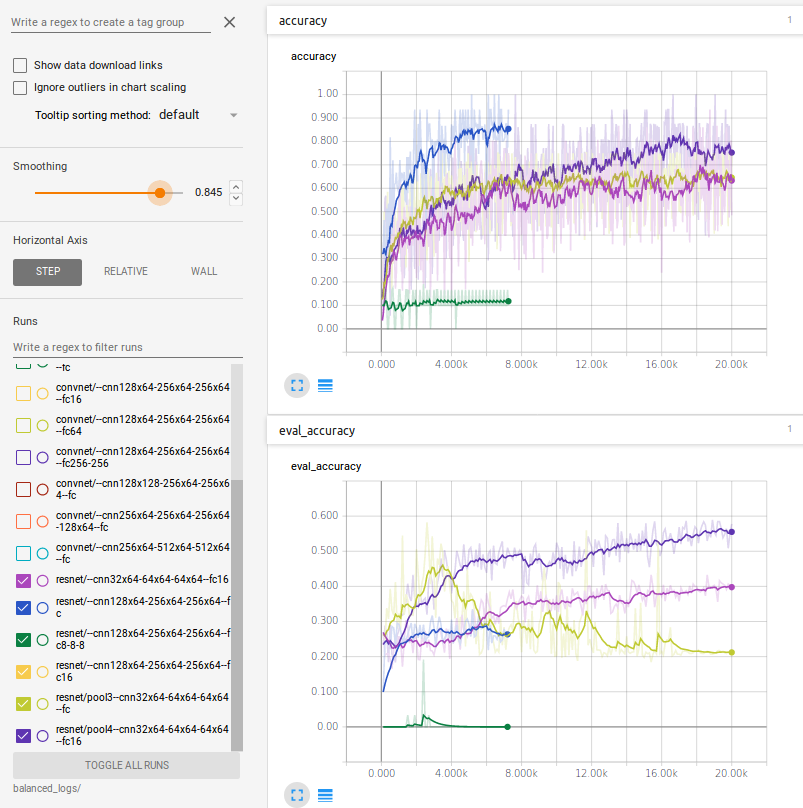 Write a regex to create a tag group
Show data download links
Ignore outliers in chart scaling
Tooltip sorting method: default
Smoothing
0.845
Horizontal Axis
STEP RELATIVE WALL
Runs
Write a regex to filter runs
--fc
convnet/--cnn128x64-256x64-256x64
--fc16
convnet/--cnn128x64-256x64-256x64
--fc64
convnet/--cnn128x64-256x64-256x64
--fc256-256
convnet/--cnn128x128-256x64-256x6
4--fc
convnet/--cnn256x64-256x64-256x64
-128x64--fc
convnet/--cnn256x64-512x64-512x64
--fc
resnet/--cnn32x64-64x64-64x64--fc16
resnet/--cnn128x64-256x64-256x64--f
c
resnet/--cnn128x64-256x64-256x64--f
c8-8-8
resnet/--cnn128x64-256x64-256x64--f
c16
resnet/pool3--cnn32x64-64x64-64x64
--fc
resnet/pool4--cnn32x64-64x64-64x64
--fc16
TOGGLE ALL RUNS
balanced_logs/
accuracy 1
accuracy
1.00
0.900
0.800
0.700
0.600
0.500
0.400
0.300
0.200
0.100
0.00
0.000 4.000k 8.000k 12.00k 16.00k 20.00k
eval_accuracy 1
eval_accuracy
0.600
0.500
0.400
0.300
0.200
0.100
0.00
0.000 4.000k 8.000k 12.00k 16.00k 20.00k